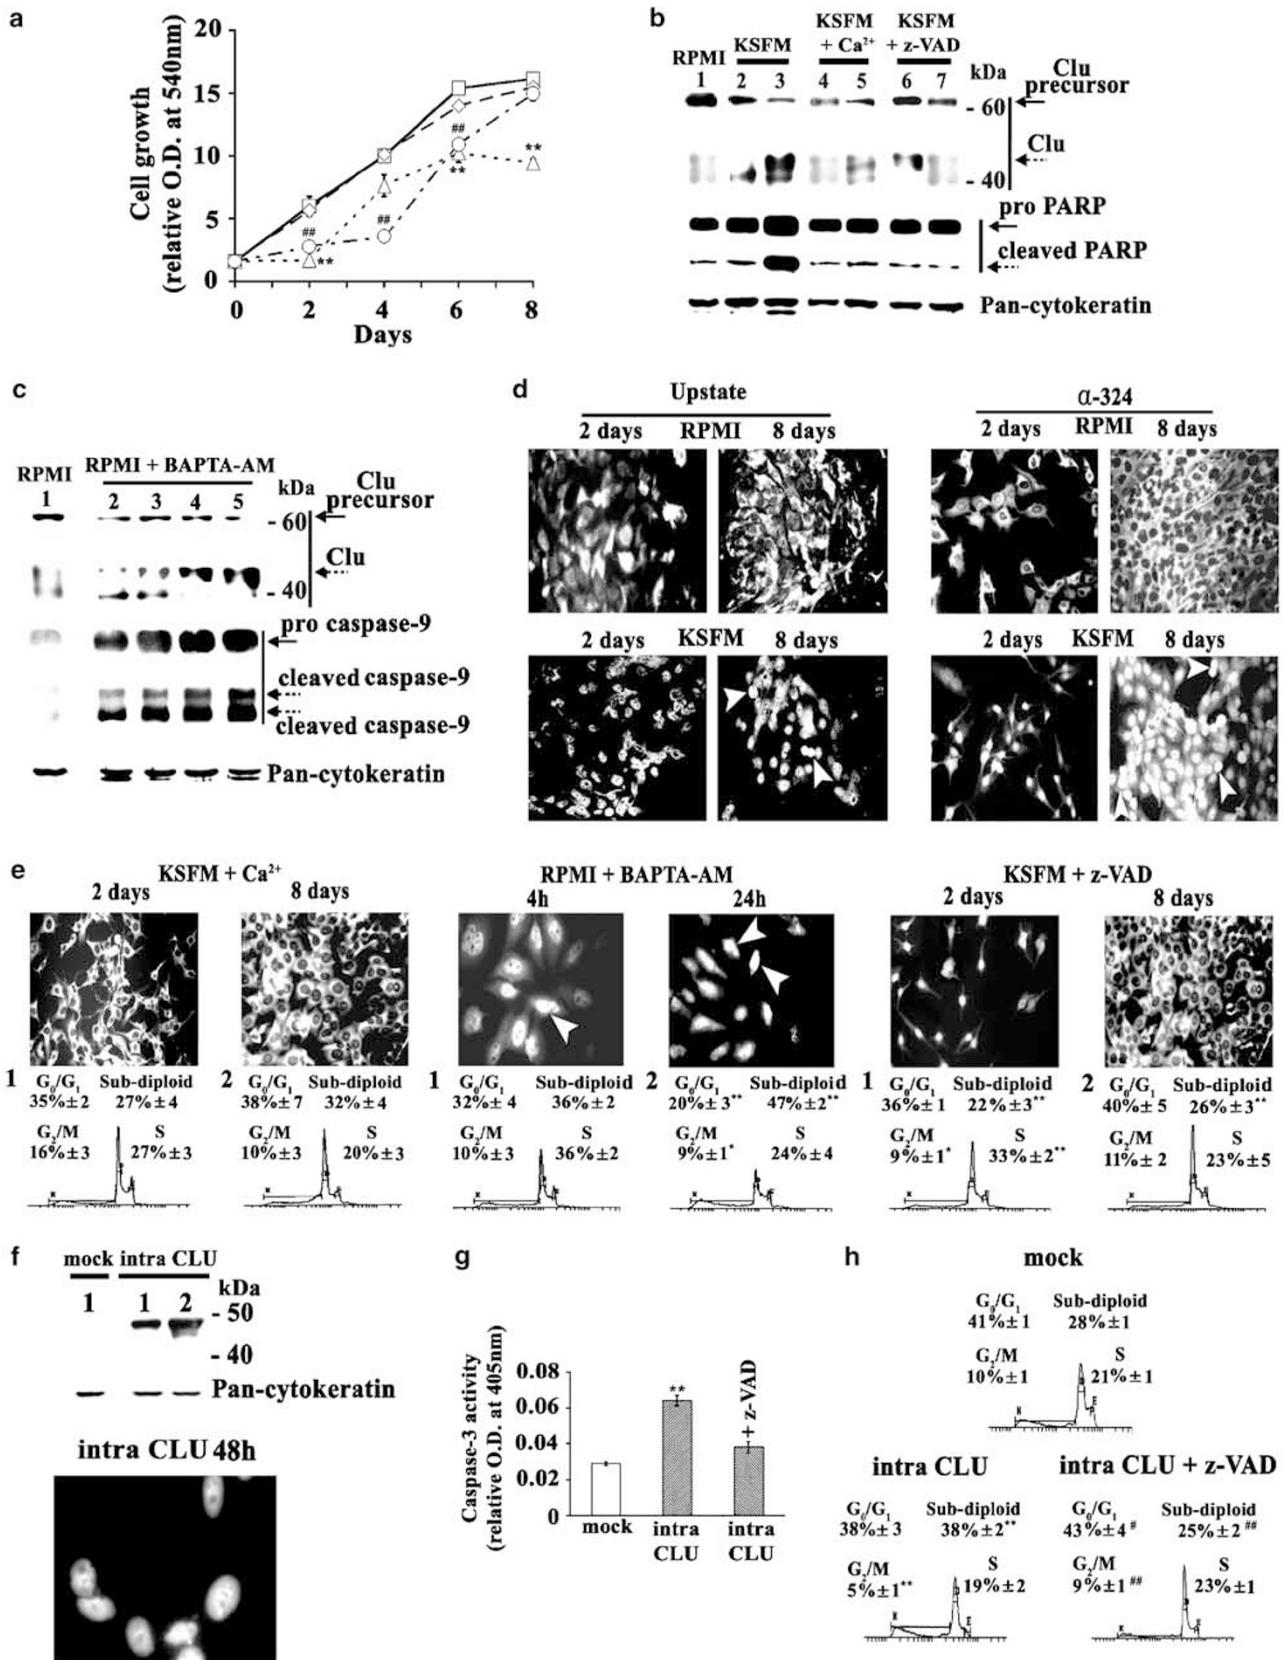 a
20
15
10
5
0
Cell growth
(relative O.D. at 540nm)
##
**
##
##
**
**
0 2 4 6 8
Days
b
KSFM KSFM
RPMI KSFM + Ca²⁺ + z-VAD
1 2 3 4 5 6 7 kDa
Clu precursor
- 60
Clu
- 40
pro PARP
cleaved PARP
Pan-cytokeratin
c
RPMI RPMI + BAPTA-AM
1 2 3 4 5 kDa
Clu precursor
- 60
Clu
- 40
pro caspase-9
cleaved caspase-9
cleaved caspase-9
Pan-cytokeratin
d
Upstate α-324
2 days RPMI 8 days 2 days RPMI 8 days
2 days KSFM 8 days 2 days KSFM 8 days
e
KSFM + Ca²⁺ RPMI + BAPTA-AM KSFM + z-VAD
2 days 8 days 4h 24h 2 days 8 days
1 G₀/G₁ Sub-diploid 2 G₀/G₁ Sub-diploid 1 G₀/G₁ Sub-diploid 2 G₀/G₁ Sub-diploid 1 G₀/G₁ Sub-diploid 2 G₀/G₁ Sub-diploid
35%±2 27%±4 38%±7 32%±4 32%±4 36%±2 20%±3** 47%±2** 36%±1 22%±3** 40%±5 26%±3**
G₂/M S G₂/M S G₂/M S G₂/M S G₂/M S G₂/M S
16%±3 27%±3 10%±3 20%±3 10%±3 36%±2 9%±1* 24%±4 9%±1* 33%±2** 11%±2 23%±5
f
mock intra CLU
1 1 2 kDa
- 50
- 40
Pan-cytokeratin
intra CLU 48h
g
Caspase-3 activity
(relative O.D. at 405nm)
0.08
0.06
0.04
0.02
0
**
+ z-VAD
mock intra CLU intra CLU
h
mock
G₀/G₁ Sub-diploid
41%±1 28%±1
G₂/M S
10%±1 21%±1
intra CLU intra CLU + z-VAD
G₀/G₁ Sub-diploid G₀/G₁ Sub-diploid
38%±3 38%±2** 43%±4 # 25%±2 ##
G₂/M S G₂/M S
5%±1** 19%±2 9%±1 ## 23%±1